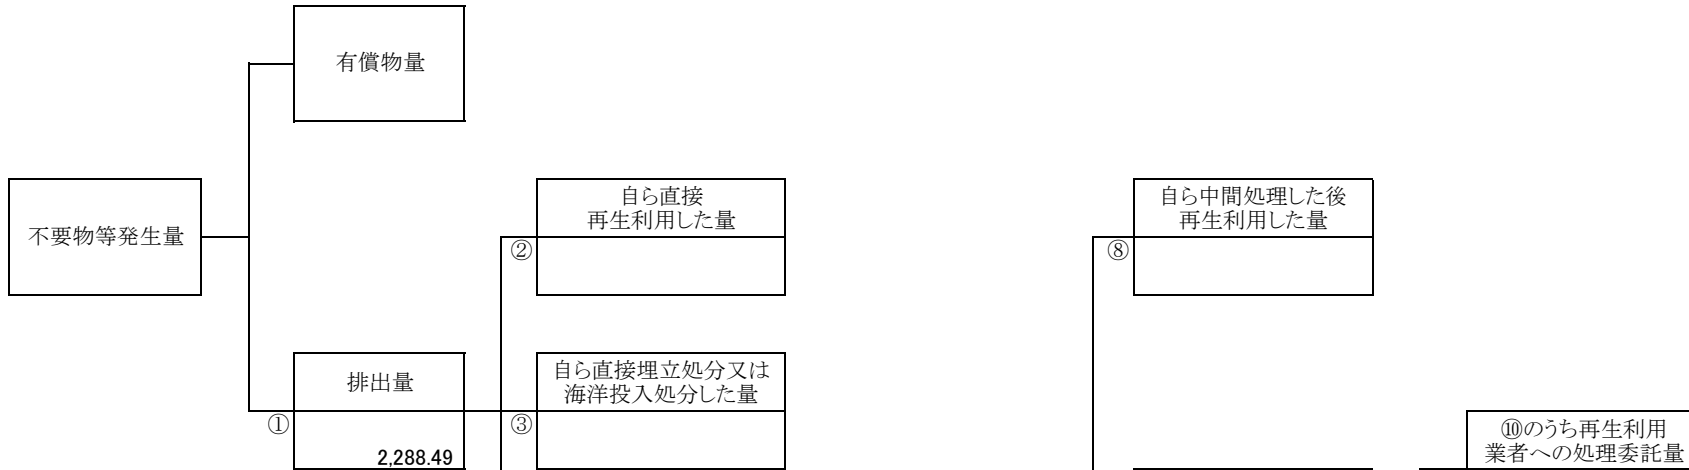 有償物量
不要物等発生量
自ら直接
再生利用した量
②
自ら中間処理した後
再生利用した量
⑧
排出量
①
2,288.49
自ら直接埋立処分又は
海洋投入処分した量
③
⑩のうち再生利用
業者への処理委託量